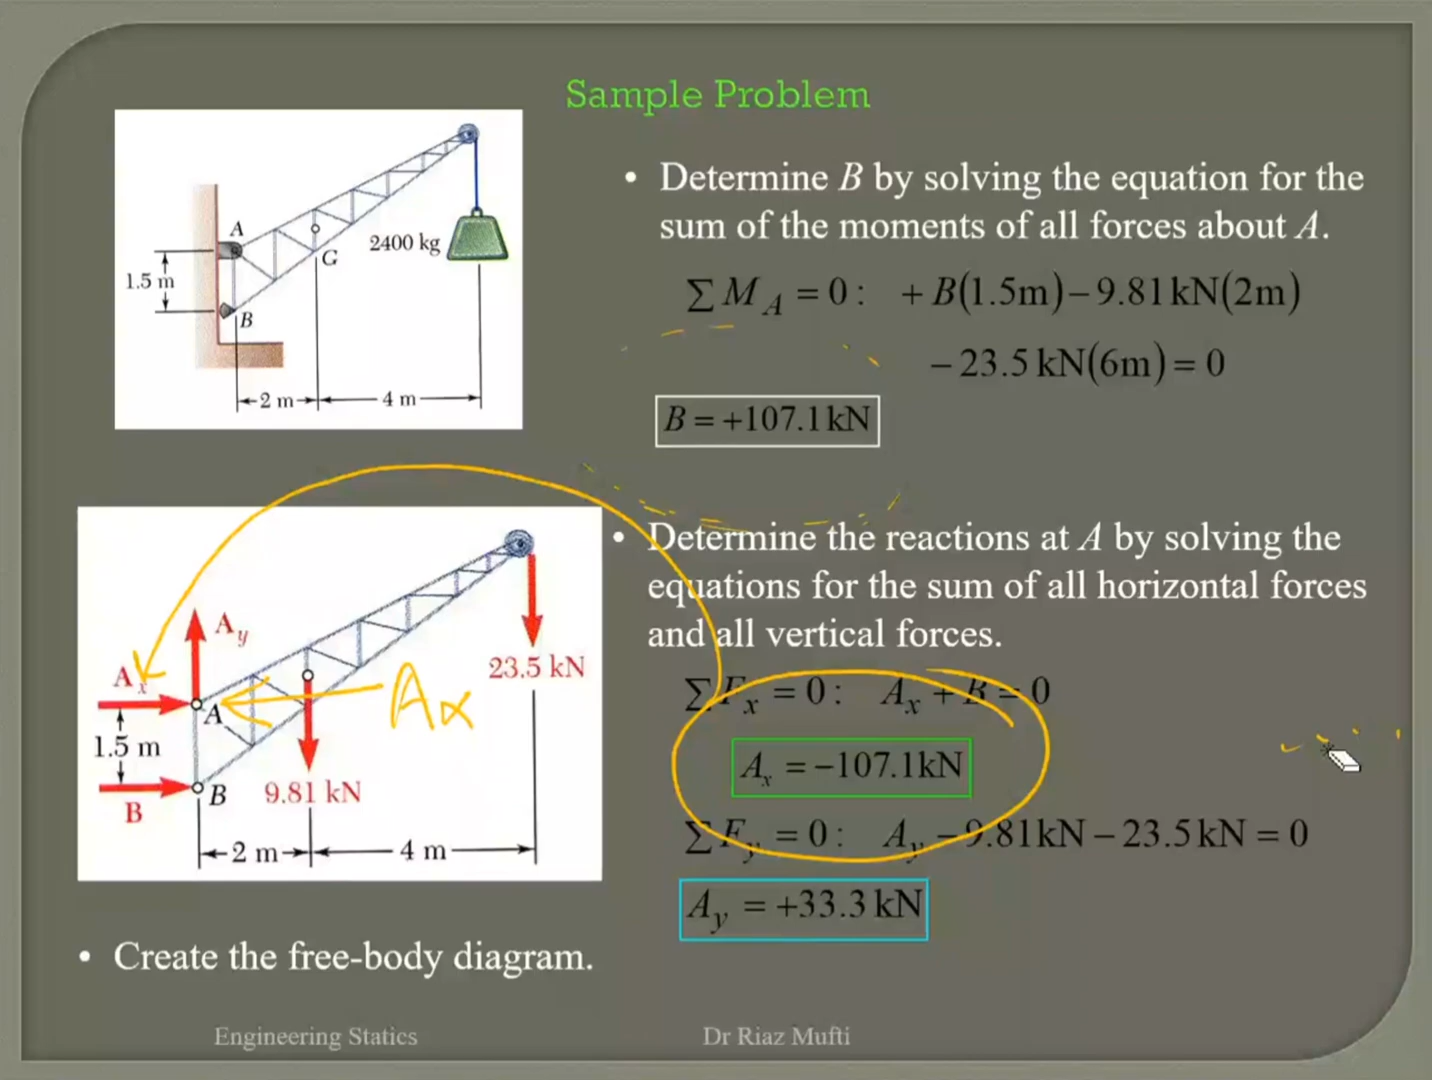 Sample Problem
A
G
2400 kg
1.5 m
B
2 m
4 m
• Determine B by solving the equation for the
sum of the moments of all forces about A.
∑ M_A = 0 : + B(1.5m) – 9.81 kN(2m)
– 23.5 kN(6m) = 0
B = +107.1 kN
A_y
A_x
23.5 kN
A
Ax
1.5 m
B
B
9.81 kN
2 m
4 m
• Create the free-body diagram.
• Determine the reactions at A by solving the
equations for the sum of all horizontal forces
and all vertical forces.
∑ F_x = 0 : A_x + B = 0
A_x = –107.1kN
∑ F_y = 0 : A_y – 9.81kN – 23.5 kN = 0
A_y = +33.3 kN
Engineering Statics
Dr Riaz Mufti